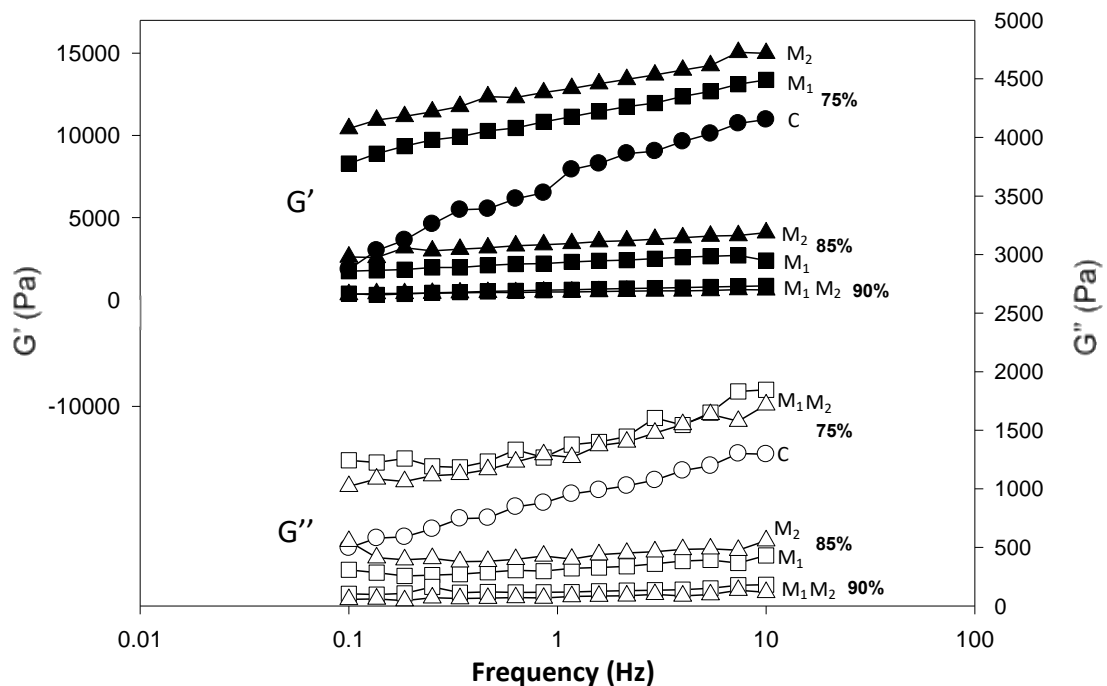 5000
15000
M₂
4500
M₁
75%
10000
4000
C
G'
3500
5000
M₂
85%
3000
M₁
0
M₁ M₂ 90%
2500
G' (Pa)
G" (Pa)
2000
-10000
M₁M₂
1500
75%
C
1000
G''
M₂
85%
500
M₁
M₁M₂ 90%
0
0.01
0.1
1
10
100
Frequency (Hz)